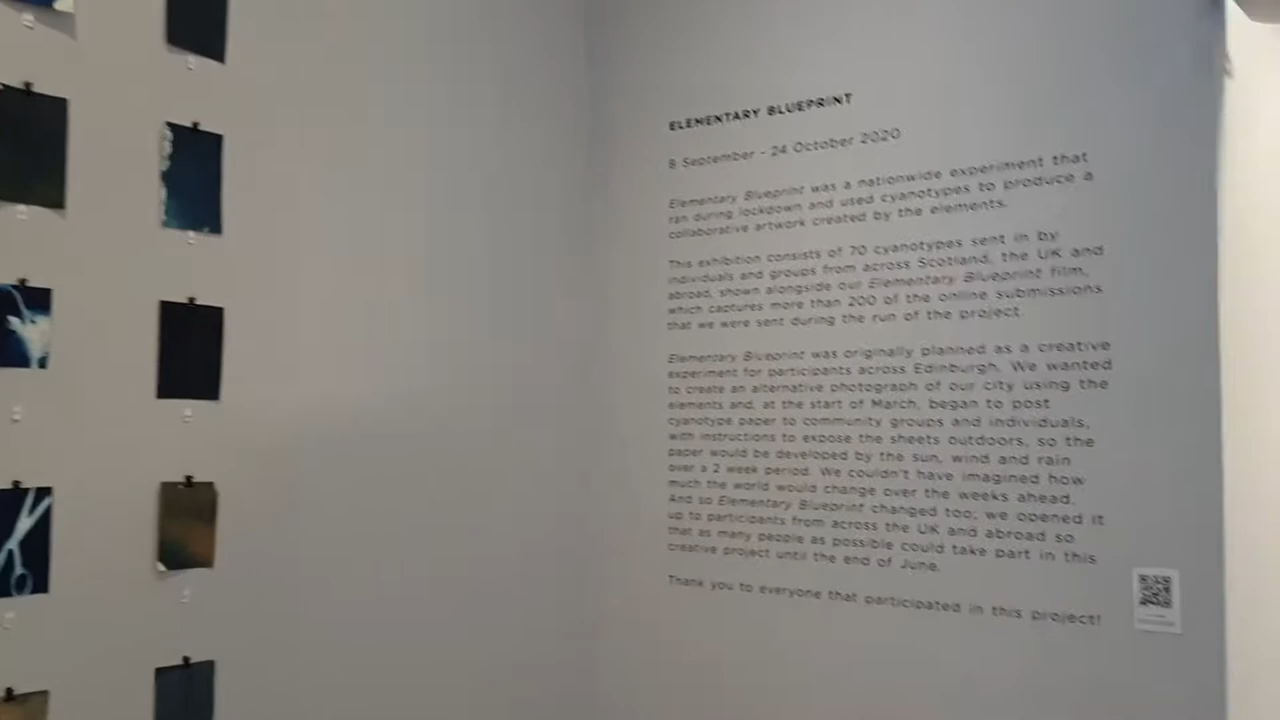 ELEMENTARY BLUEPRINT
8 September - 24 October 2020
Elementary Blueprint was a nationwide experiment that
ran during lockdown and used cyanotypes to produce a
collaborative artwork created by the elements.
This exhibition consists of 70 cyanotypes sent in by
individuals and groups from across Scotland, the UK and
abroad, shown alongside our Elementary Blueprint film,
which captures more than 200 of the online submissions
that we were sent during the run of the project.
Elementary Blueprint was originally planned as a creative
experiment for participants across Edinburgh. We wanted
to create an alternative photograph of our city using the
elements and, at the start of March, began to post
cyanotype paper to community groups and individuals,
with instructions to expose the sheets outdoors, so the
paper would be developed by the sun, wind and rain
over a 2 week period. We couldn't have imagined how
much the world would change over the weeks ahead.
And so Elementary Blueprint changed too; we opened it
up to participants from across the UK and abroad so
that as many people as possible could take part in this
creative project until the end of June.
Thank you to everyone that participated in this project!